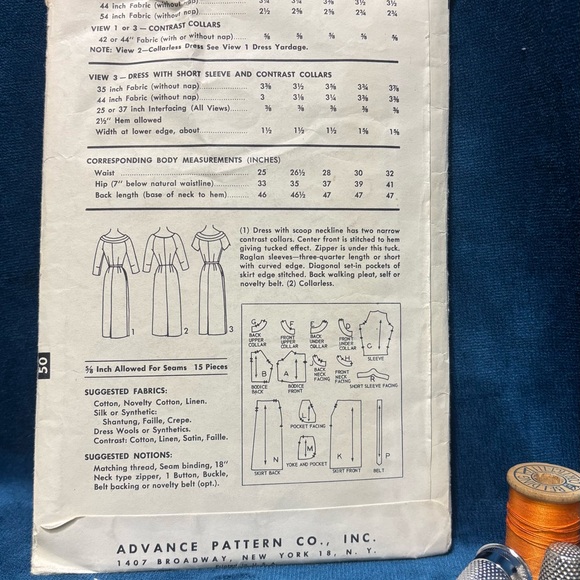 44 Inch Fabric (without nap)
54 Inch Fabric (without nap) 2½ 2⅝ 2⅝ 2¾ 2¾
VIEW 1 or 3 — CONTRAST COLLARS
42 or 44" Fabric (with or without nap) ⅝ ⅝ ⅝ ⅝ ⅝
NOTE: View 2—Collarless Dress See View 1 Dress Yardage.
VIEW 3 — DRESS WITH SHORT SLEEVE AND CONTRAST COLLARS
35 inch Fabric (without nap) 3⅜ 3½ 3⅝ 3¾ 3⅞
44 inch Fabric (without nap) 3 3⅛ 3¼ 3⅜ 3⅜
25 or 37 inch Interfacing (All Views) ⅝ ⅝ ⅝ ⅝ ⅝
2½" Hem allowed
Width at lower edge, about 1½ 1½ 1½ 1⅝ 1⅝
CORRESPONDING BODY MEASUREMENTS (INCHES)
Waist 25 26½ 28 30 32
Hip (7" below natural waistline) 33 35 37 39 41
Back length (base of neck to hem) 46 46½ 47 47 47
(1) Dress with scoop neckline has two narrow
contrast collars. Center front is stitched to hem
giving tucked effect. Zipper is under this tuck.
Raglan sleeves—three-quarter length or short
with curved edge. Diagonal set-in pockets of
skirt edge stitched. Back walking pleat, self or
novelty belt. (2) Collarless.
1 2 3
50
⅝ Inch Allowed For Seams 15 Pieces
SUGGESTED FABRICS:
Cotton, Novelty Cotton, Linen.
Silk or Synthetic:
Shantung, Faille, Crepe.
Dress Wools or Synthetics.
Contrast: Cotton, Linen, Satin, Faille.
SUGGESTED NOTIONS:
Matching thread, Seam binding, 18"
Neck type zipper, 1 Button, Buckle,
Belt backing or novelty belt (opt.).
G E F D
BACK UPPER COLLAR
FRONT UPPER COLLAR
BACK UNDER COLLAR
FRONT UNDER COLLAR
C
SLEEVE
B
BODICE BACK
A
BODICE FRONT
BACK NECK FACING
H
FRONT NECK FACING
R
SHORT SLEEVE FACING
L
POCKET FACING
N
SKIRT BACK
M
YOKE AND POCKET
K
SKIRT FRONT
P
BELT
ADVANCE PATTERN CO., INC.
1407 BROADWAY, NEW YORK 18, N. Y.